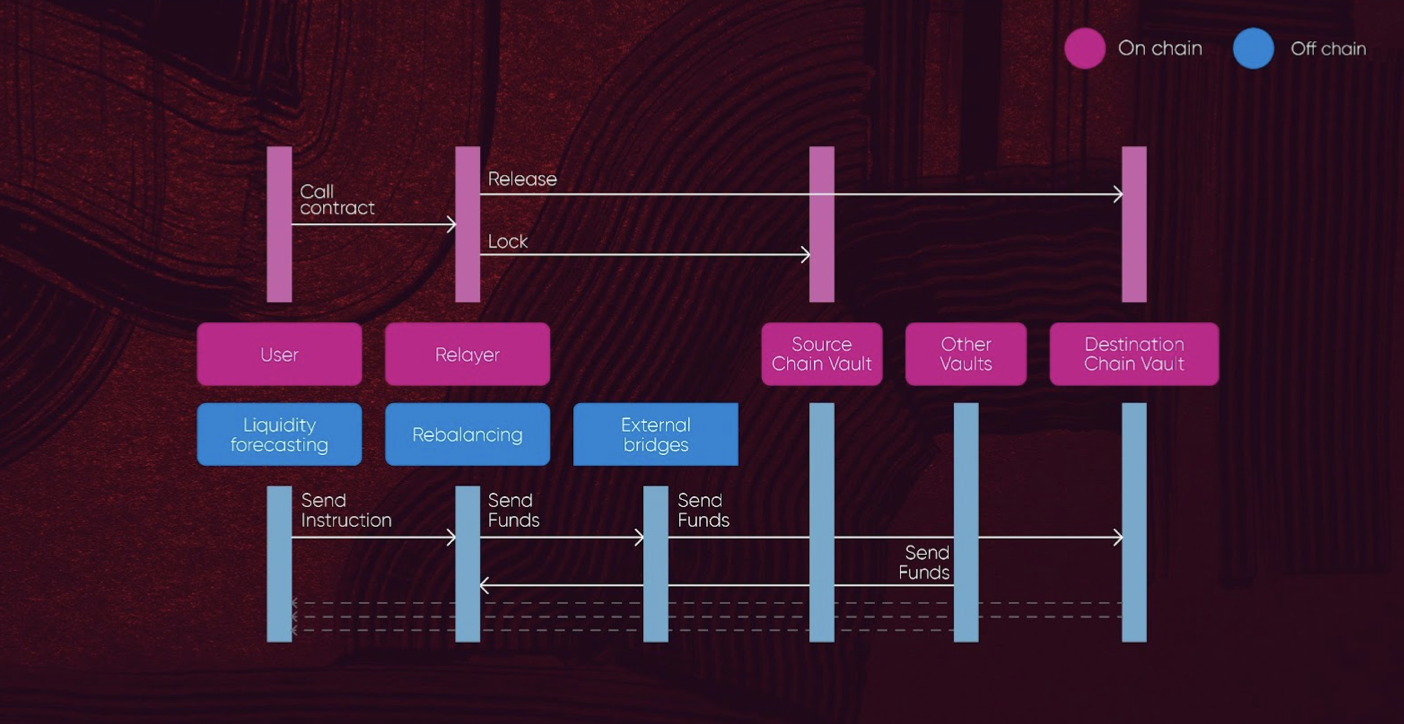 On chain
Off chain
Release
Call
contract
Lock
User
Relayer
Source
Chain Vault
Other
Vaults
Destination
Chain Vault
Liquidity
forecasting
Rebalancing
External
bridges
Send
Instruction
Send
Funds
Send
Funds
Send
Funds